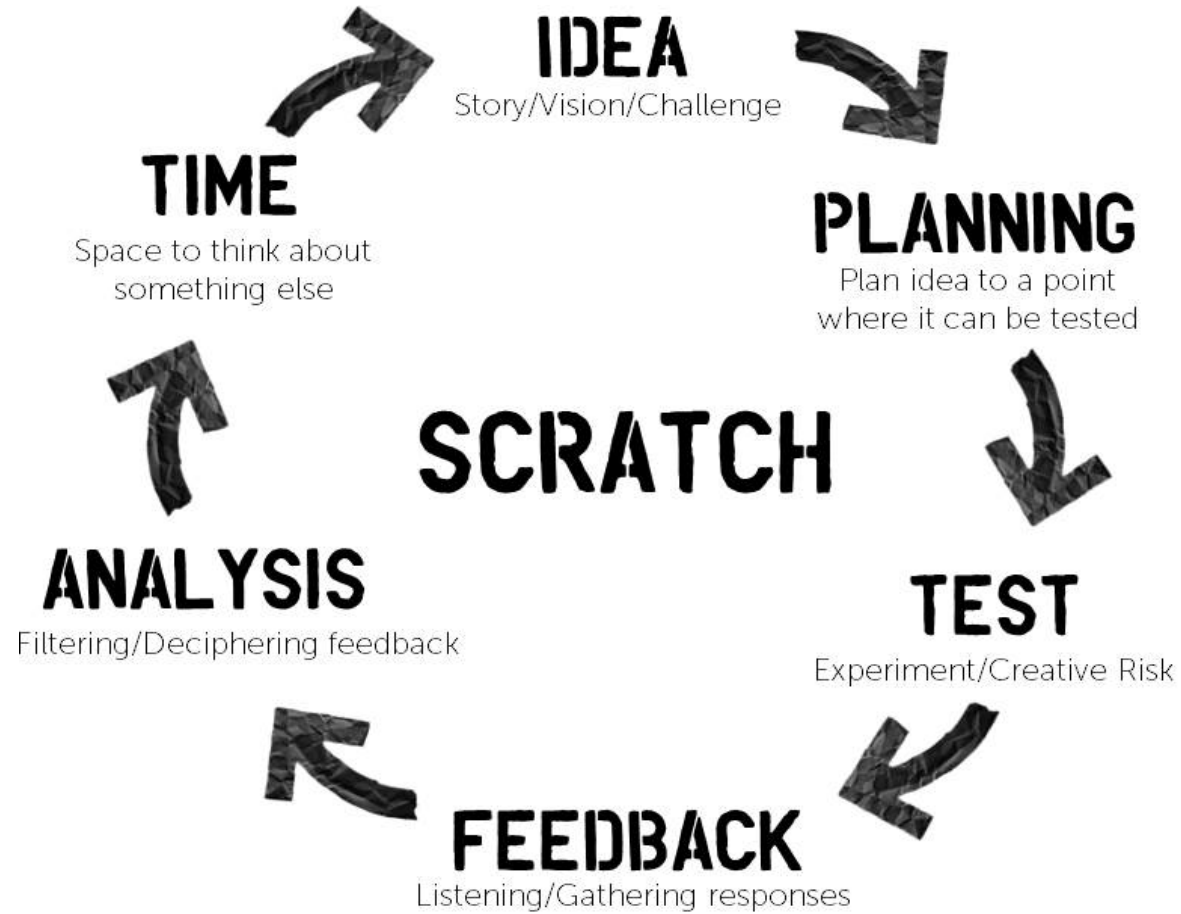 IDEA
Story/Vision/Challenge
PLANNING
Plan idea to a point
where it can be tested
TEST
Experiment/Creative Risk
FEEDBACK
Listening/Gathering responses
ANALYSIS
Filtering/Deciphering feedback
TIME
Space to think about
something else
SCRATCH